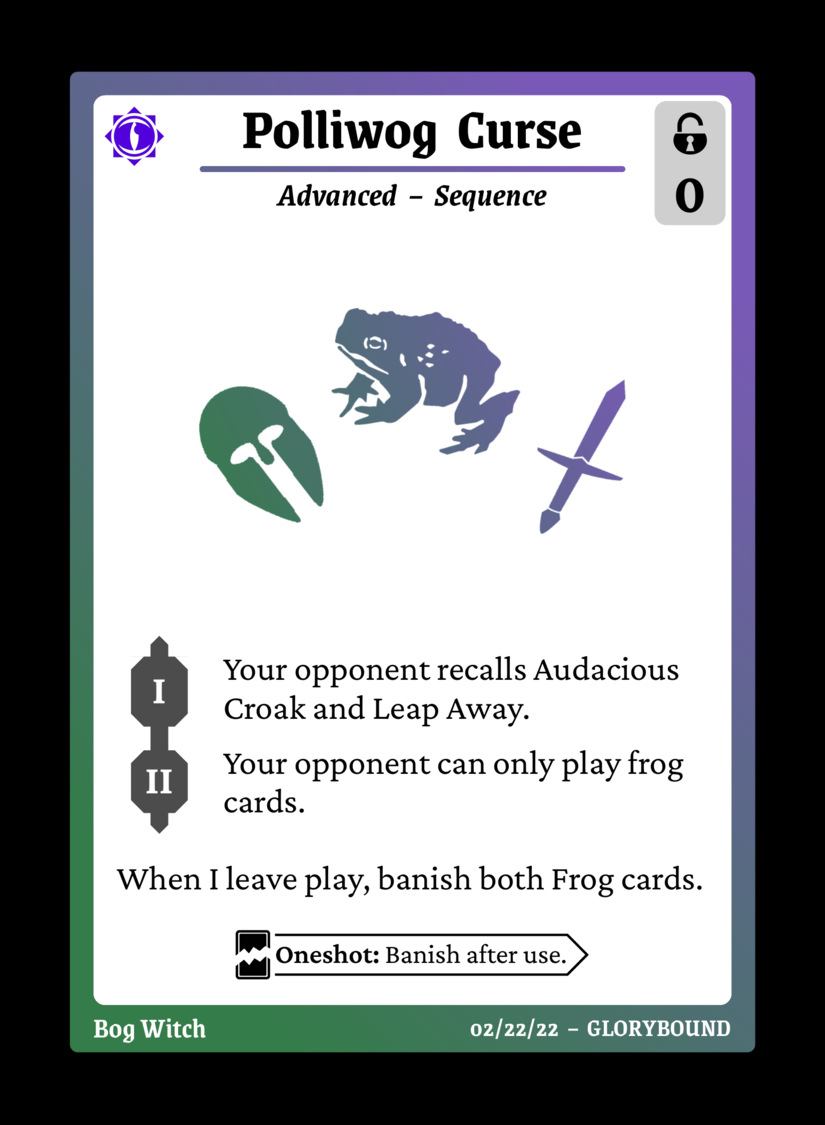 Polliwog Curse
Advanced – Sequence
0
I
Your opponent recalls Audacious
Croak and Leap Away.
II
Your opponent can only play frog
cards.
When I leave play, banish both Frog cards.
Oneshot: Banish after use.
Bog Witch
02/22/22 – GLORYBOUND